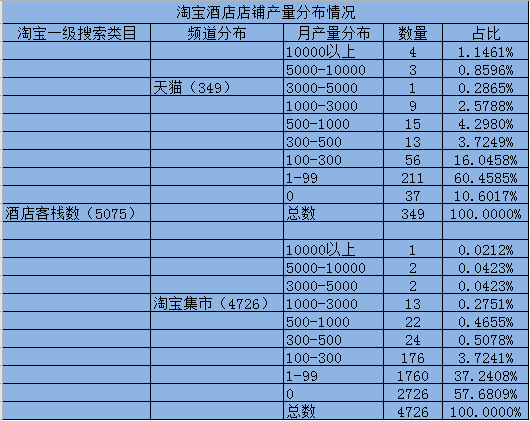 淘宝酒店店铺产量分布情况
淘宝一级搜索类目 频道分布 月产量分布 数量 占比
10000以上 4 1.1461%
5000-10000 3 0.8596%
天猫（349） 3000-5000 1 0.2865%
1000-3000 9 2.5788%
500-1000 15 4.2980%
300-500 13 3.7249%
100-300 56 16.0458%
1-99 211 60.4585%
0 37 10.6017%
酒店客栈数（5075） 总数 349 100.0000%
10000以上 1 0.0212%
5000-10000 2 0.0423%
3000-5000 2 0.0423%
淘宝集市（4726） 1000-3000 13 0.2751%
500-1000 22 0.4655%
300-500 24 0.5078%
100-300 176 3.7241%
1-99 1760 37.2408%
0 2726 57.6809%
总数 4726 100.0000%